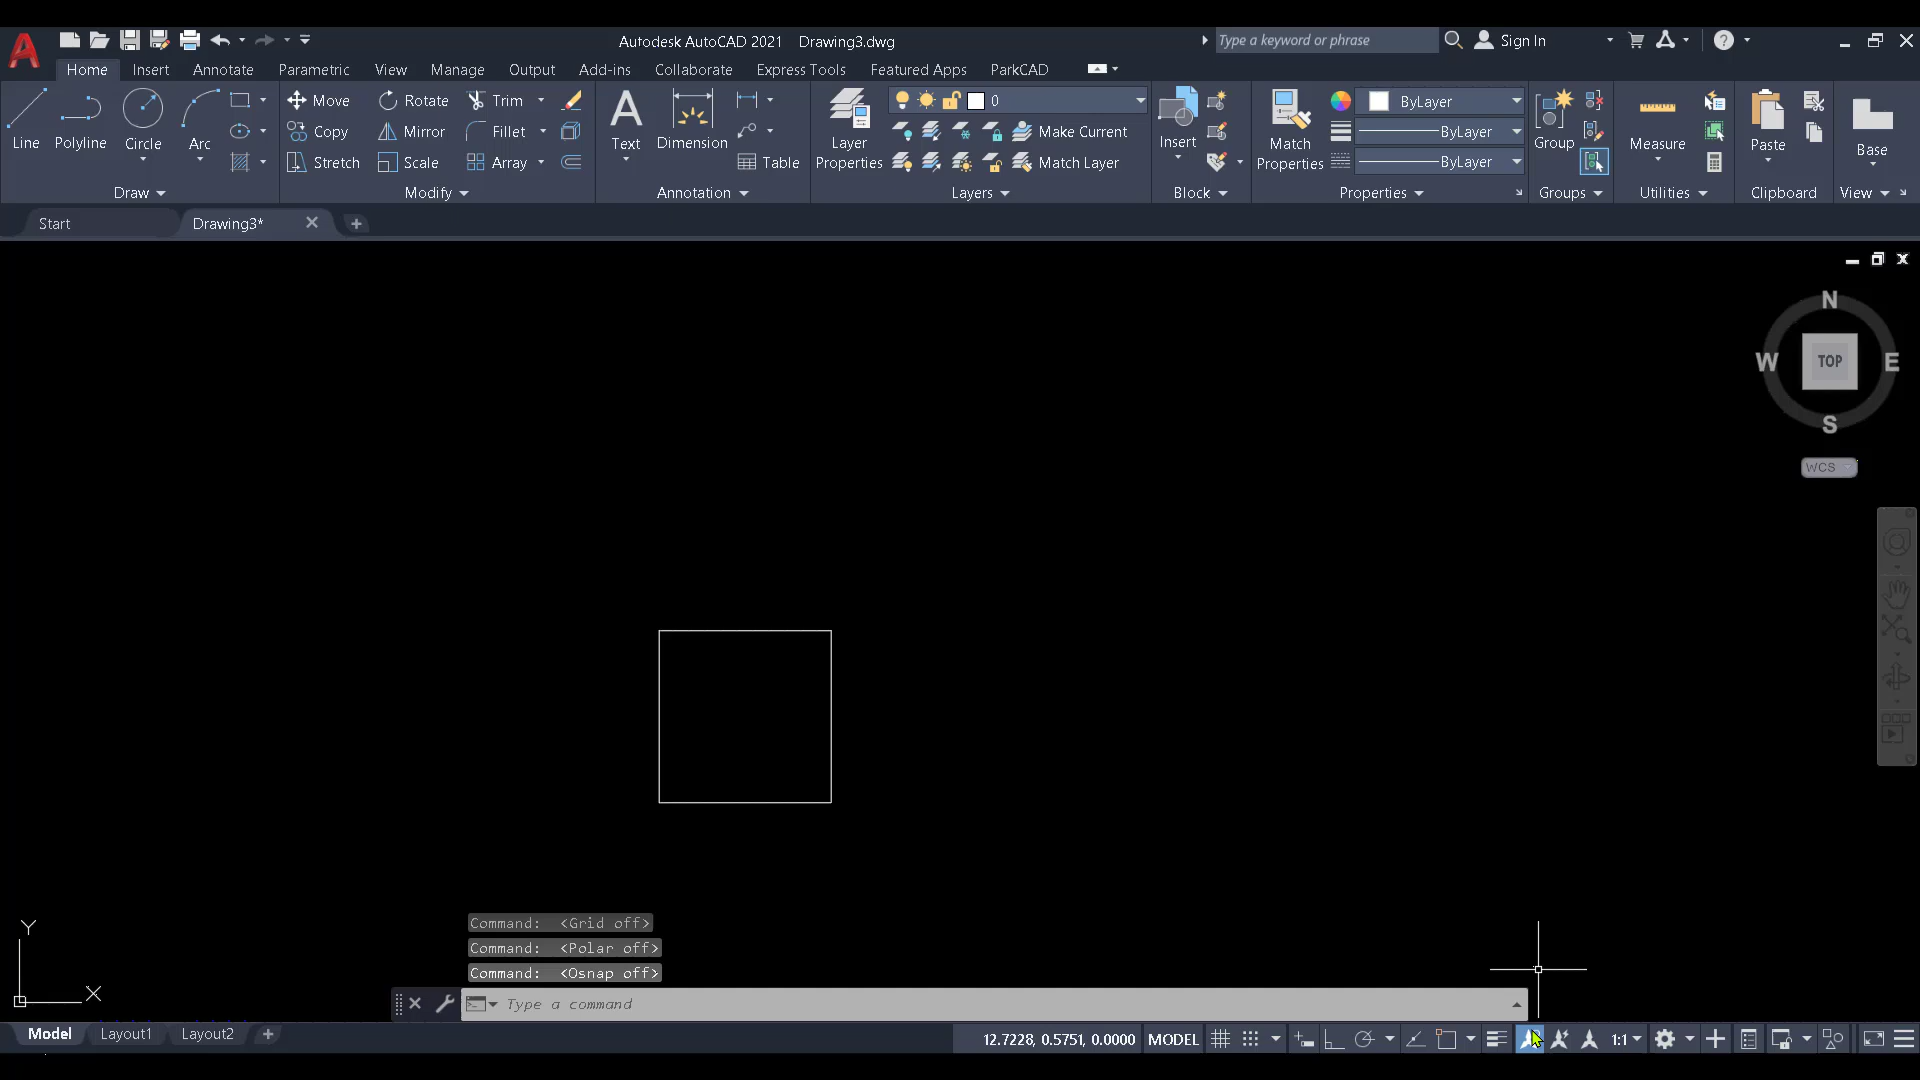 Autodesk AutoCAD 2021 Drawing3.dwg
Type a keyword or phrase
Sign In
Home Insert Annotate Parametric View Manage Output Add-ins Collaborate Express Tools Featured Apps ParkCAD
Line Polyline Circle Arc
Draw
Move Rotate Trim
Copy Mirror Fillet
Stretch Scale Array
Modify
Text Dimension Table
Annotation
Layer Properties
0
Make Current
Match Layer
Layers
Insert
Block
Match Properties
ByLayer
ByLayer
ByLayer
Properties
Group
Groups
Measure
Utilities
Paste
Clipboard
Base
View
Start Drawing3*
N
W TOP E
S
WCS
Command: <Grid off>
Command: <Polar off>
Command: <Osnap off>
Y
X
Type a command
Model Layout1 Layout2
12.7228, 0.5751, 0.0000 MODEL 1:1